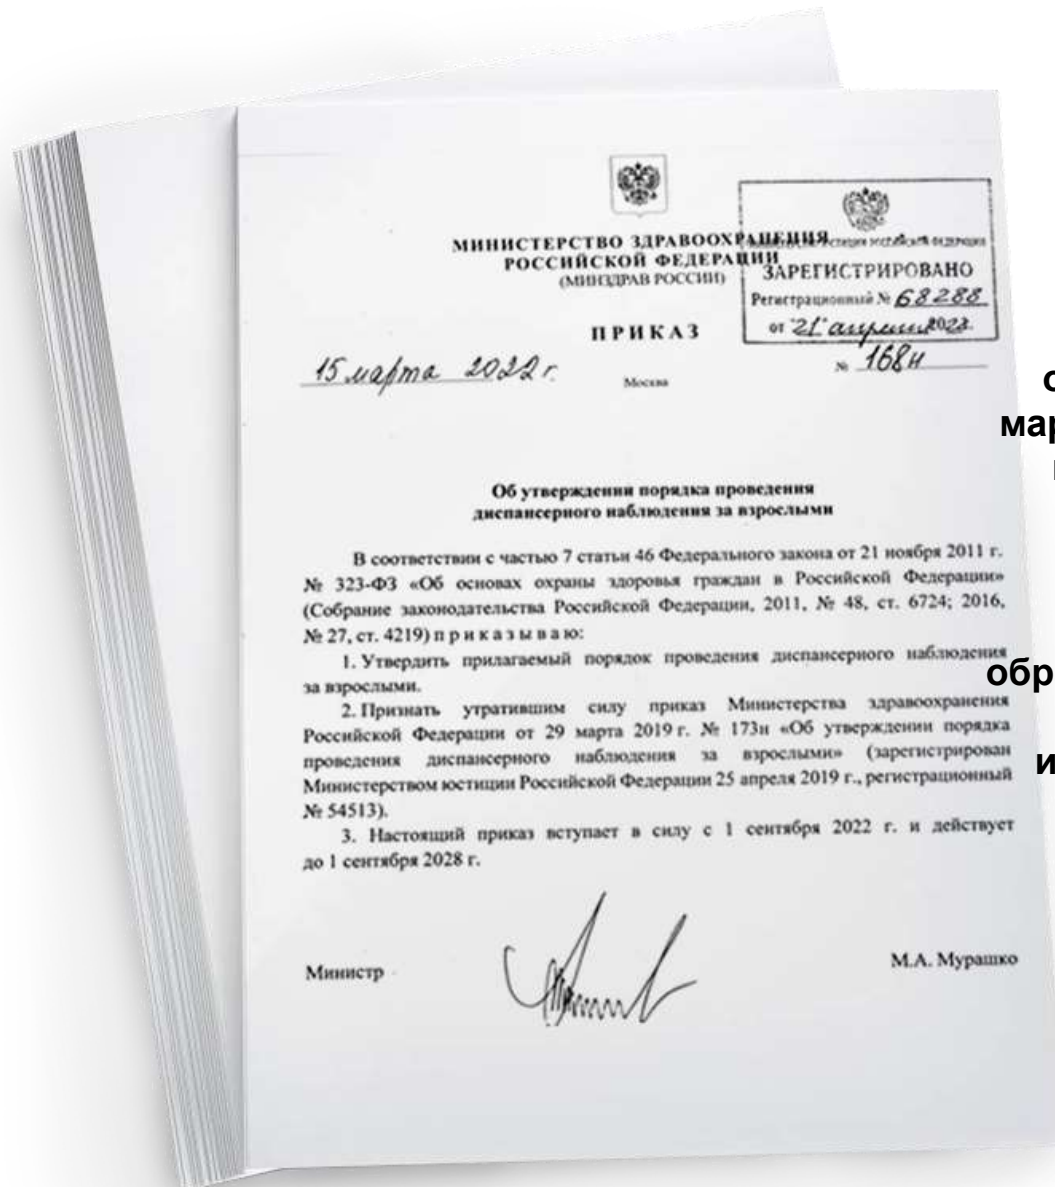 МИНИСТЕРСТВО ЗДРАВООХРАНЕНИЯ
РОССИЙСКОЙ ФЕДЕРАЦИИ
(МИНЗДРАВ РОССИИ)
ЗАРЕГИСТРИРОВАНО
Регистрационный № 68288
от "21" апреля 2022.
ПРИКАЗ
15 марта 2022 г.
Москва
№ 168н
Об утверждении порядка проведения
диспансерного наблюдения за взрослыми
В соответствии с частью 7 статьи 46 Федерального закона от 21 ноября 2011 г.
№ 323-ФЗ «Об основах охраны здоровья граждан в Российской Федерации»
(Собрание законодательства Российской Федерации, 2011, № 48, ст. 6724; 2016,
№ 27, ст. 4219) п р и к а з ы в а ю:
1. Утвердить прилагаемый порядок проведения диспансерного наблюдения
за взрослыми.
2. Признать утратившим силу приказ Министерства здравоохранения
Российской Федерации от 29 марта 2019 г. № 173н «Об утверждении порядка
проведения диспансерного наблюдения за взрослыми» (зарегистрирован
Министерством юстиции Российской Федерации 25 апреля 2019 г., регистрационный
№ 54513).
3. Настоящий приказ вступает в силу с 1 сентября 2022 г. и действует
до 1 сентября 2028 г.
Министр
М.А. Мурашко
мар
обр
и